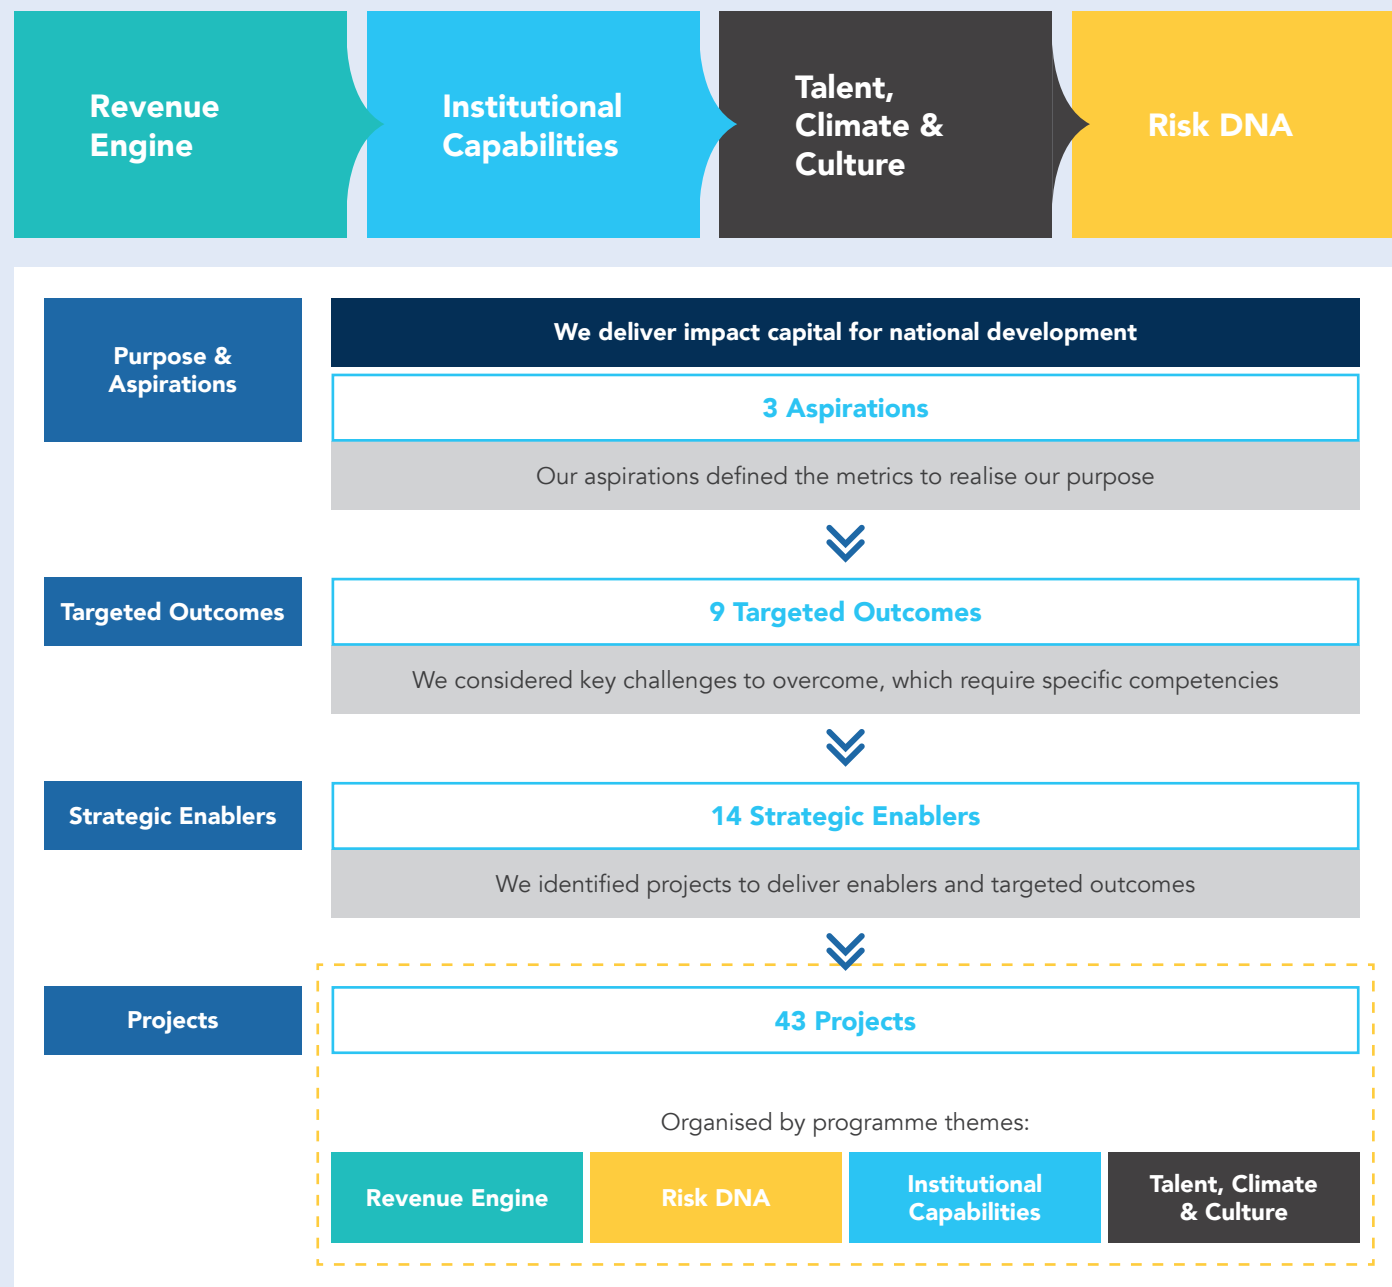 Revenue
Engine
Institutional
Capabilities
Talent,
Climate &
Culture
Risk DNA
Purpose &
Aspirations
We deliver impact capital for national development
3 Aspirations
Our aspirations defined the metrics to realise our purpose
Targeted Outcomes
9 Targeted Outcomes
We considered key challenges to overcome, which require specific competencies
Strategic Enablers
14 Strategic Enablers
We identified projects to deliver enablers and targeted outcomes
Projects
43 Projects
Organised by programme themes:
Revenue Engine
Risk DNA
Institutional
Capabilities
Talent, Climate
& Culture